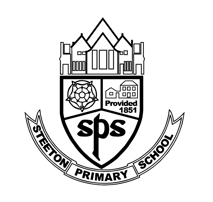 Provided
1851
sps
STEETON PRIMARY SCHOOL